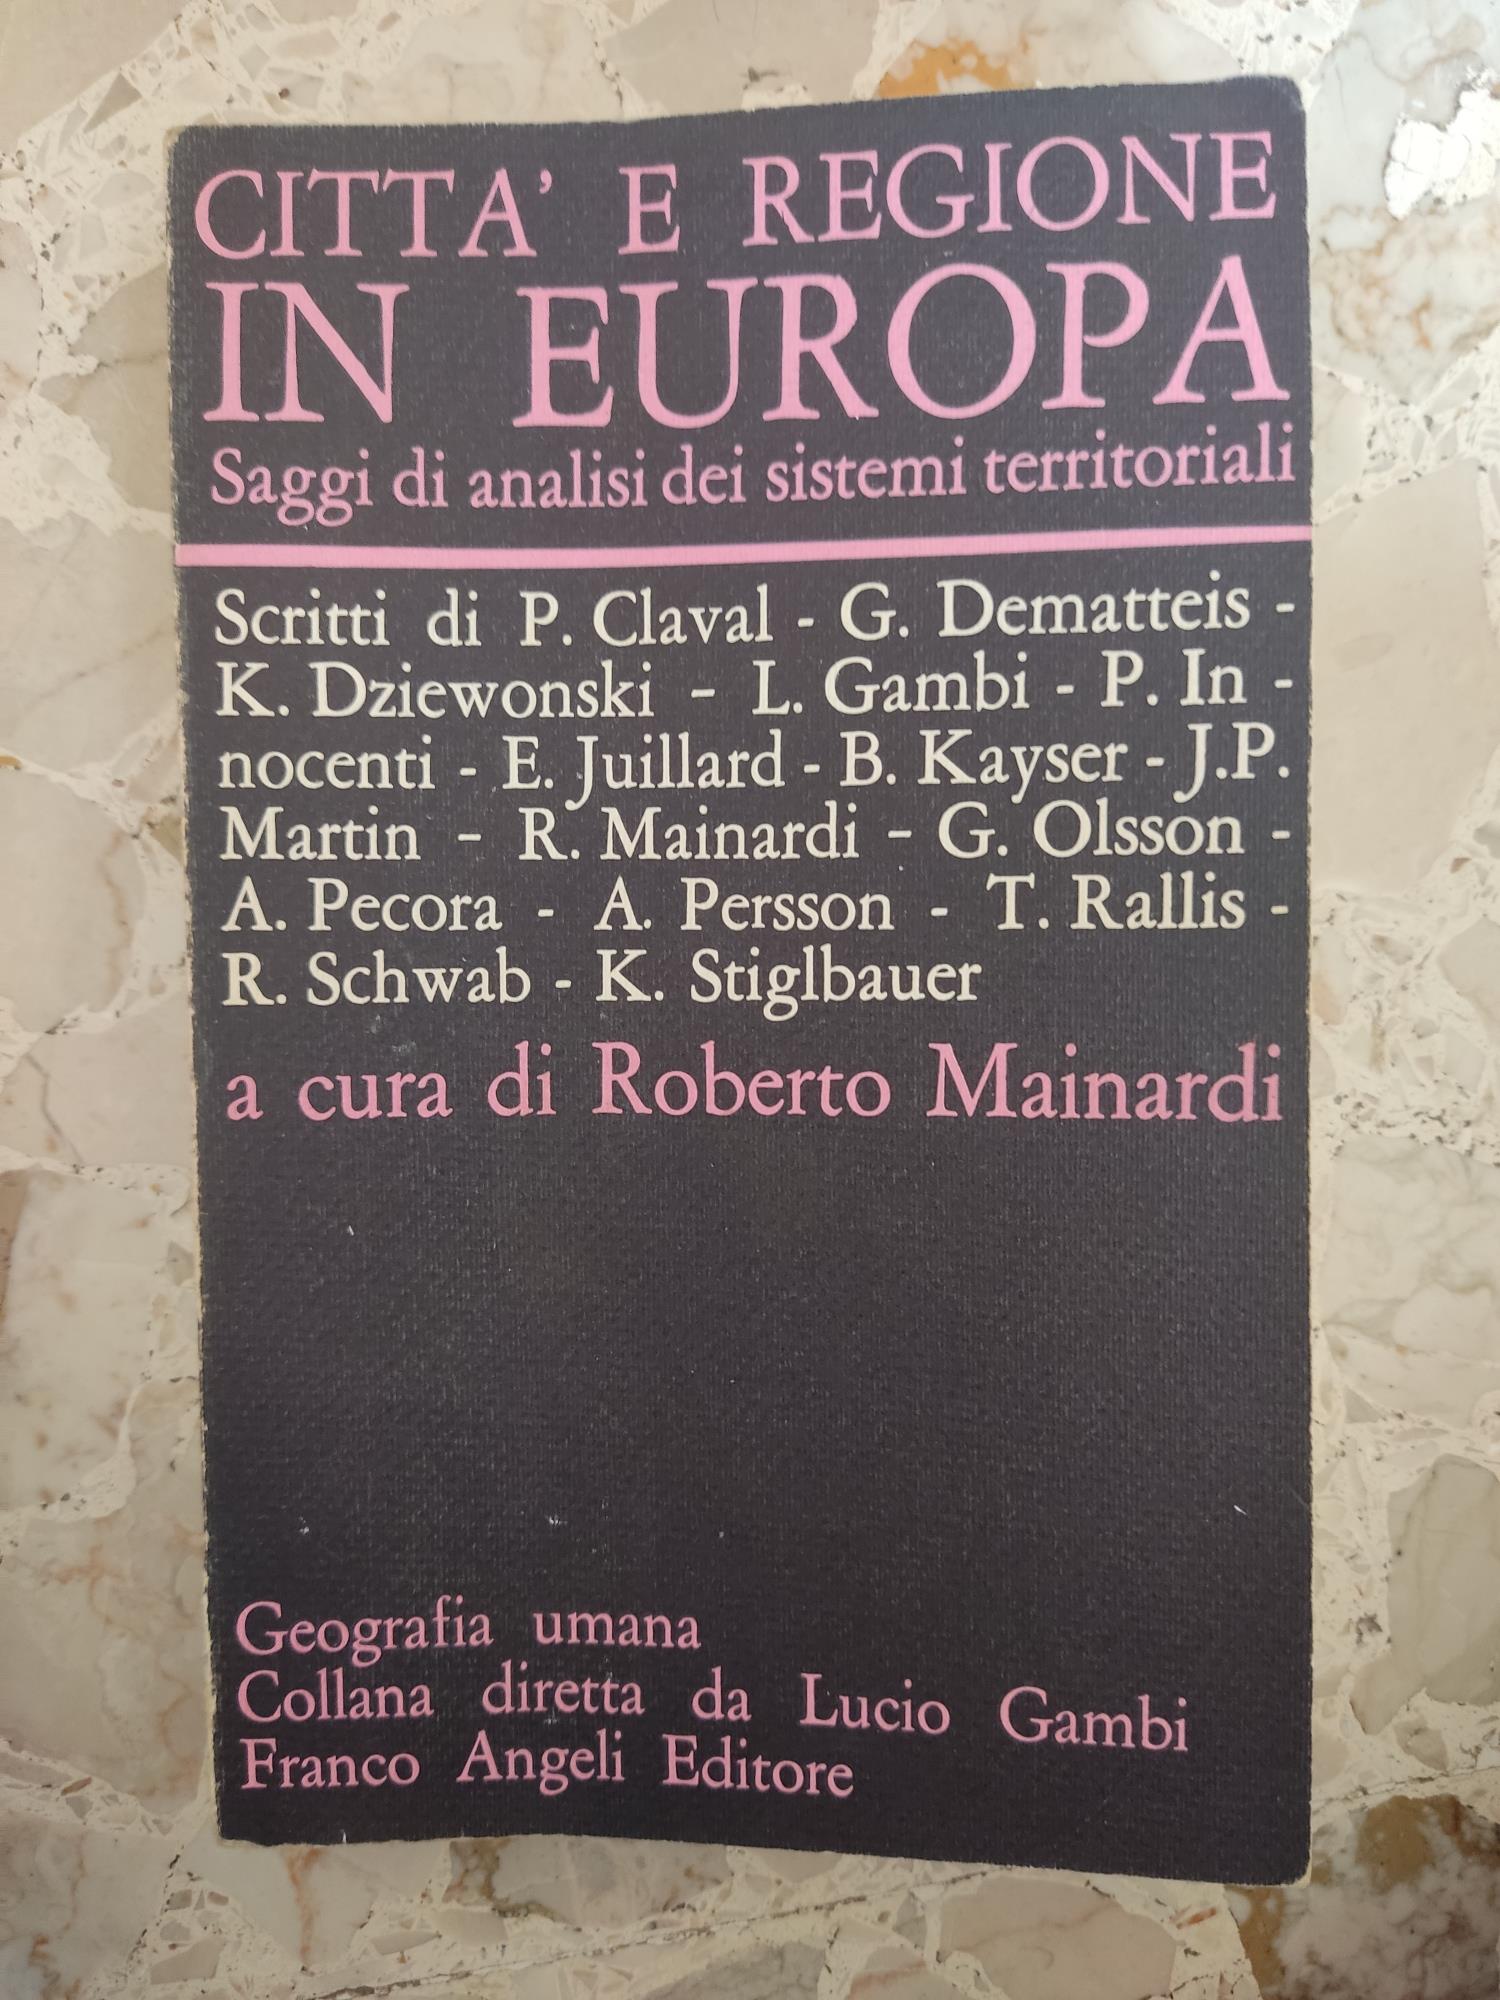 CITTA' E REGIONE
IN EUROPA
Saggi di analisi dei sistemi territoriali
Scritti di P. Claval - G. Dematteis -
K. Dziewonski - L. Gambi - P. In -
nocenti - E. Juillard - B. Kayser - J.P.
Martin - R. Mainardi - G. Olsson -
A. Pecora - A. Persson - T. Rallis -
R. Schwab - K. Stiglbauer
a cura di Roberto Mainardi
Geografia umana
Collana diretta da Lucio Gambi
Franco Angeli Editore